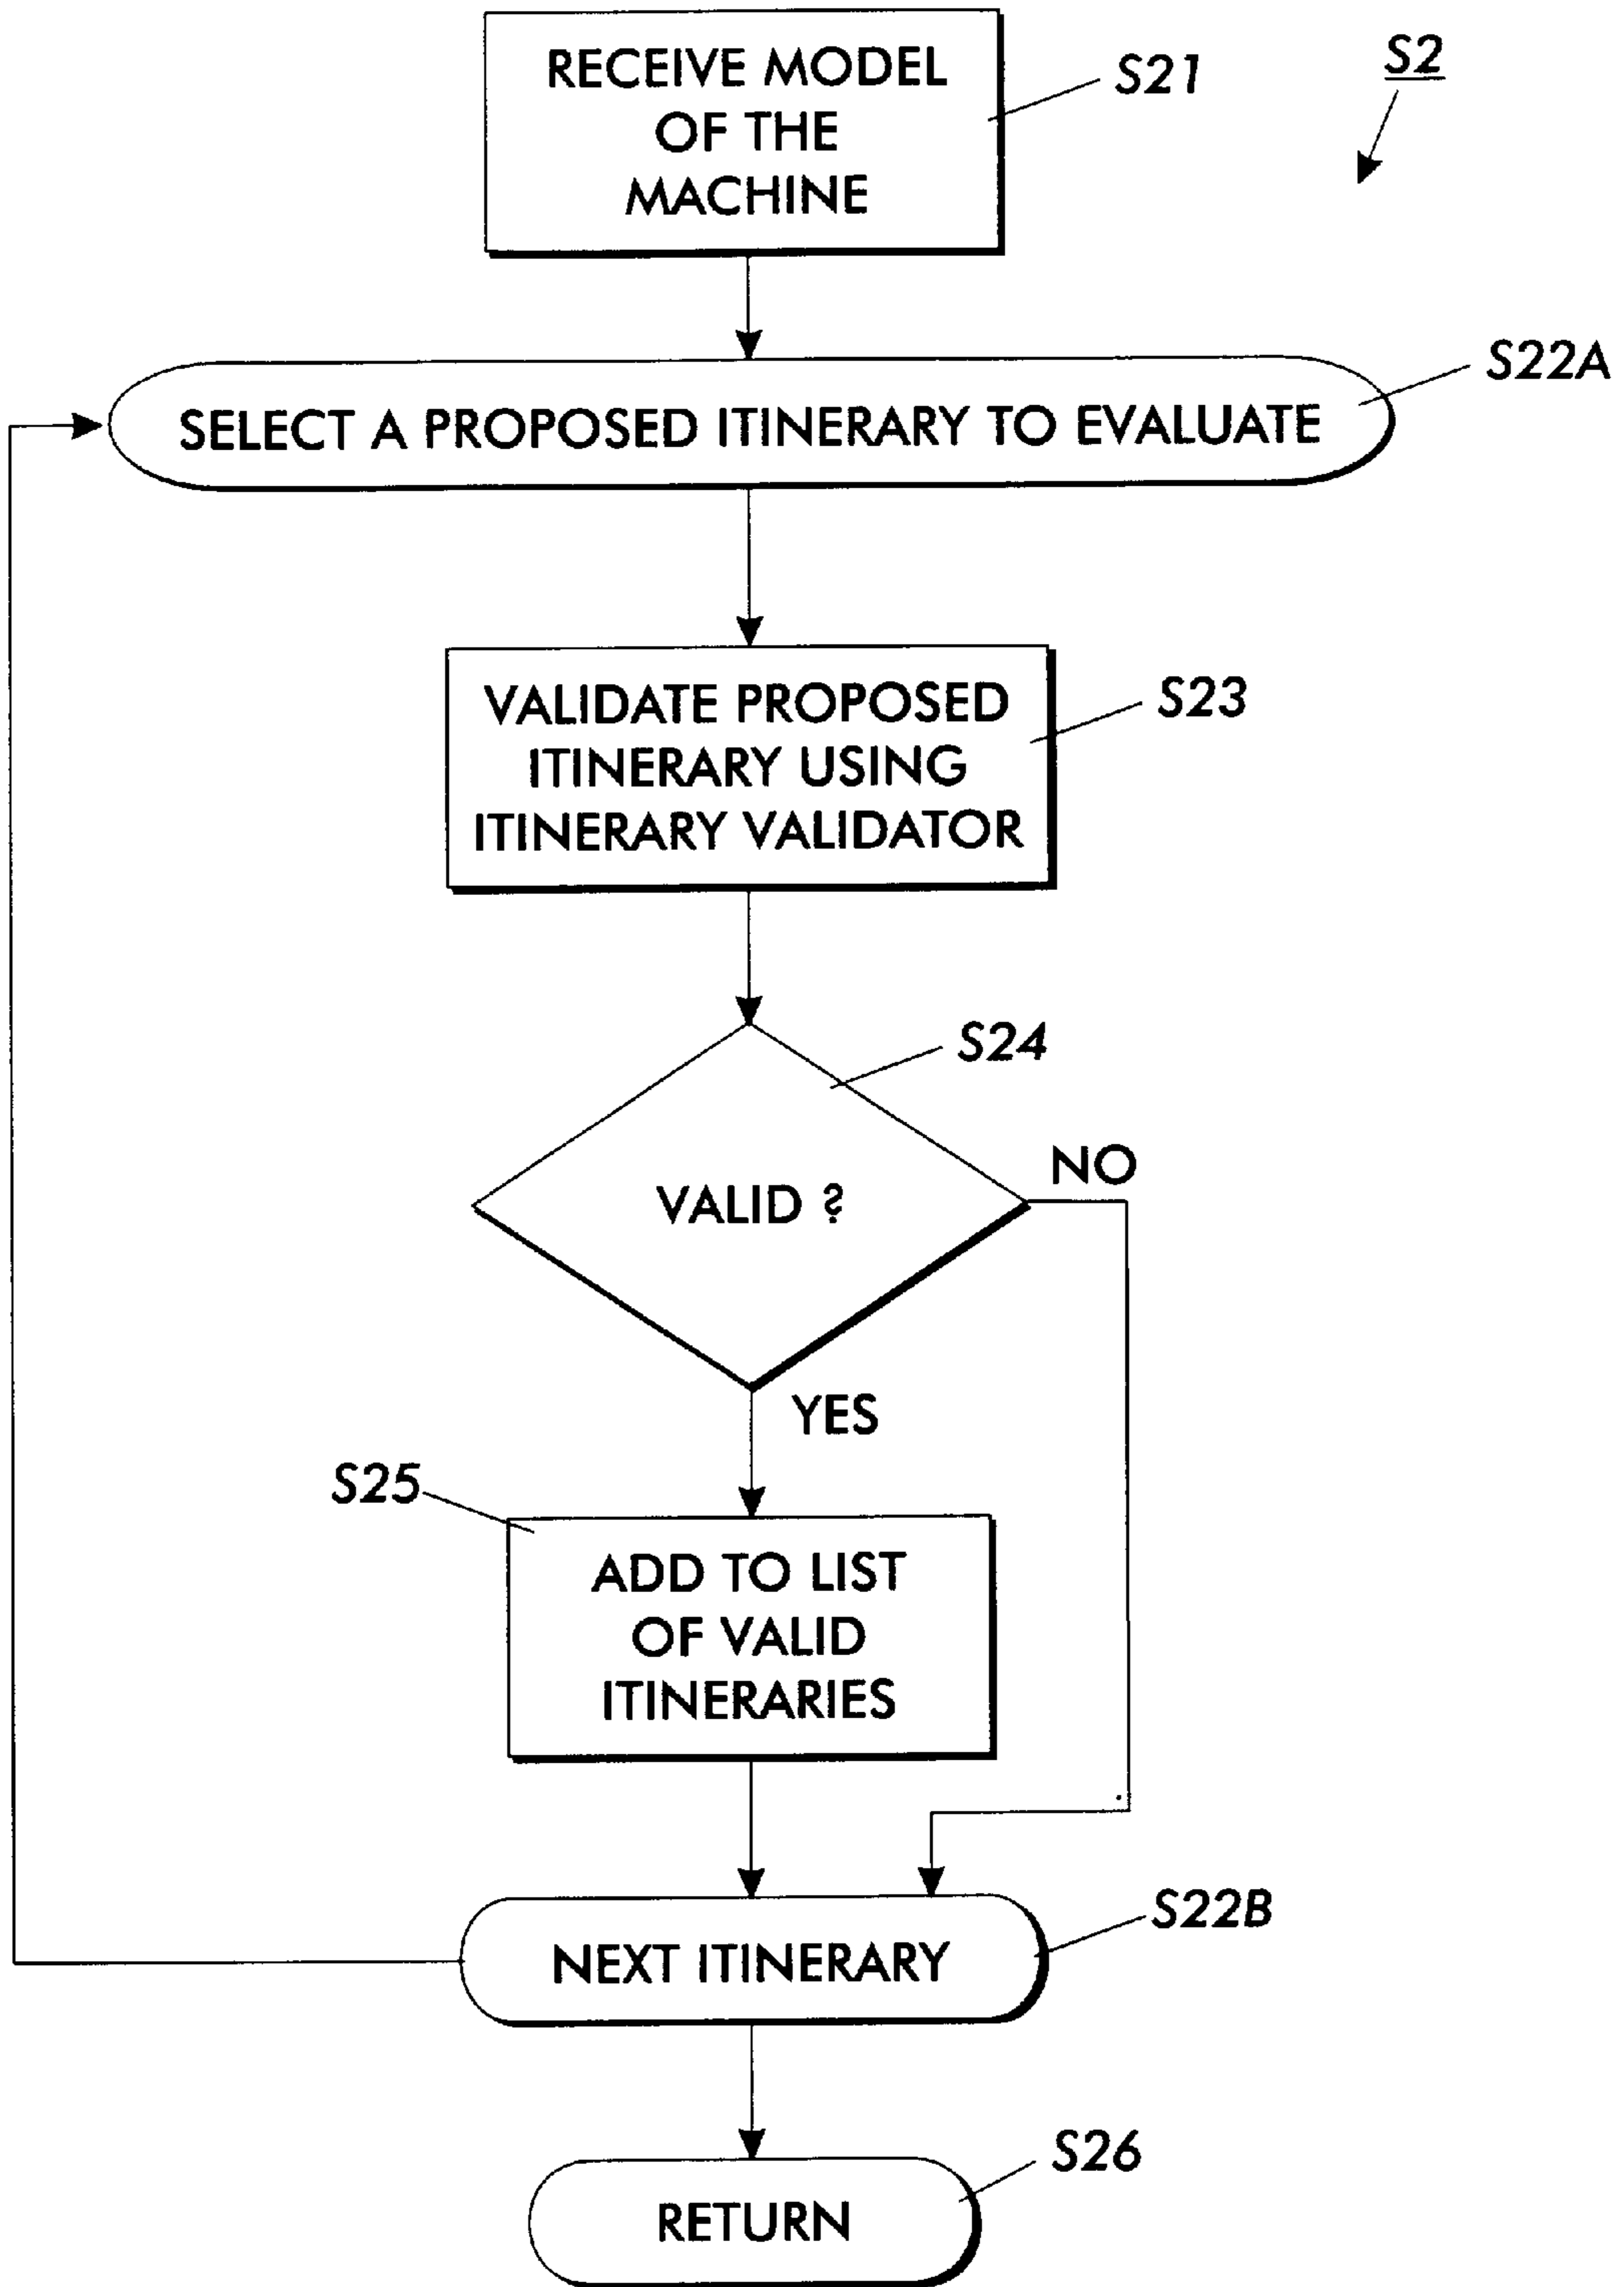 RECEIVE MODEL
OF THE
MACHINE
S21
S2
S22A
SELECT A PROPOSED ITINERARY TO EVALUATE
VALIDATE PROPOSED
ITINERARY USING
ITINERARY VALIDATOR
S23
S24
NO
VALID ?
YES
S25
ADD TO LIST
OF VALID
ITINERARIES
S22B
NEXT ITINERARY
S26
RETURN